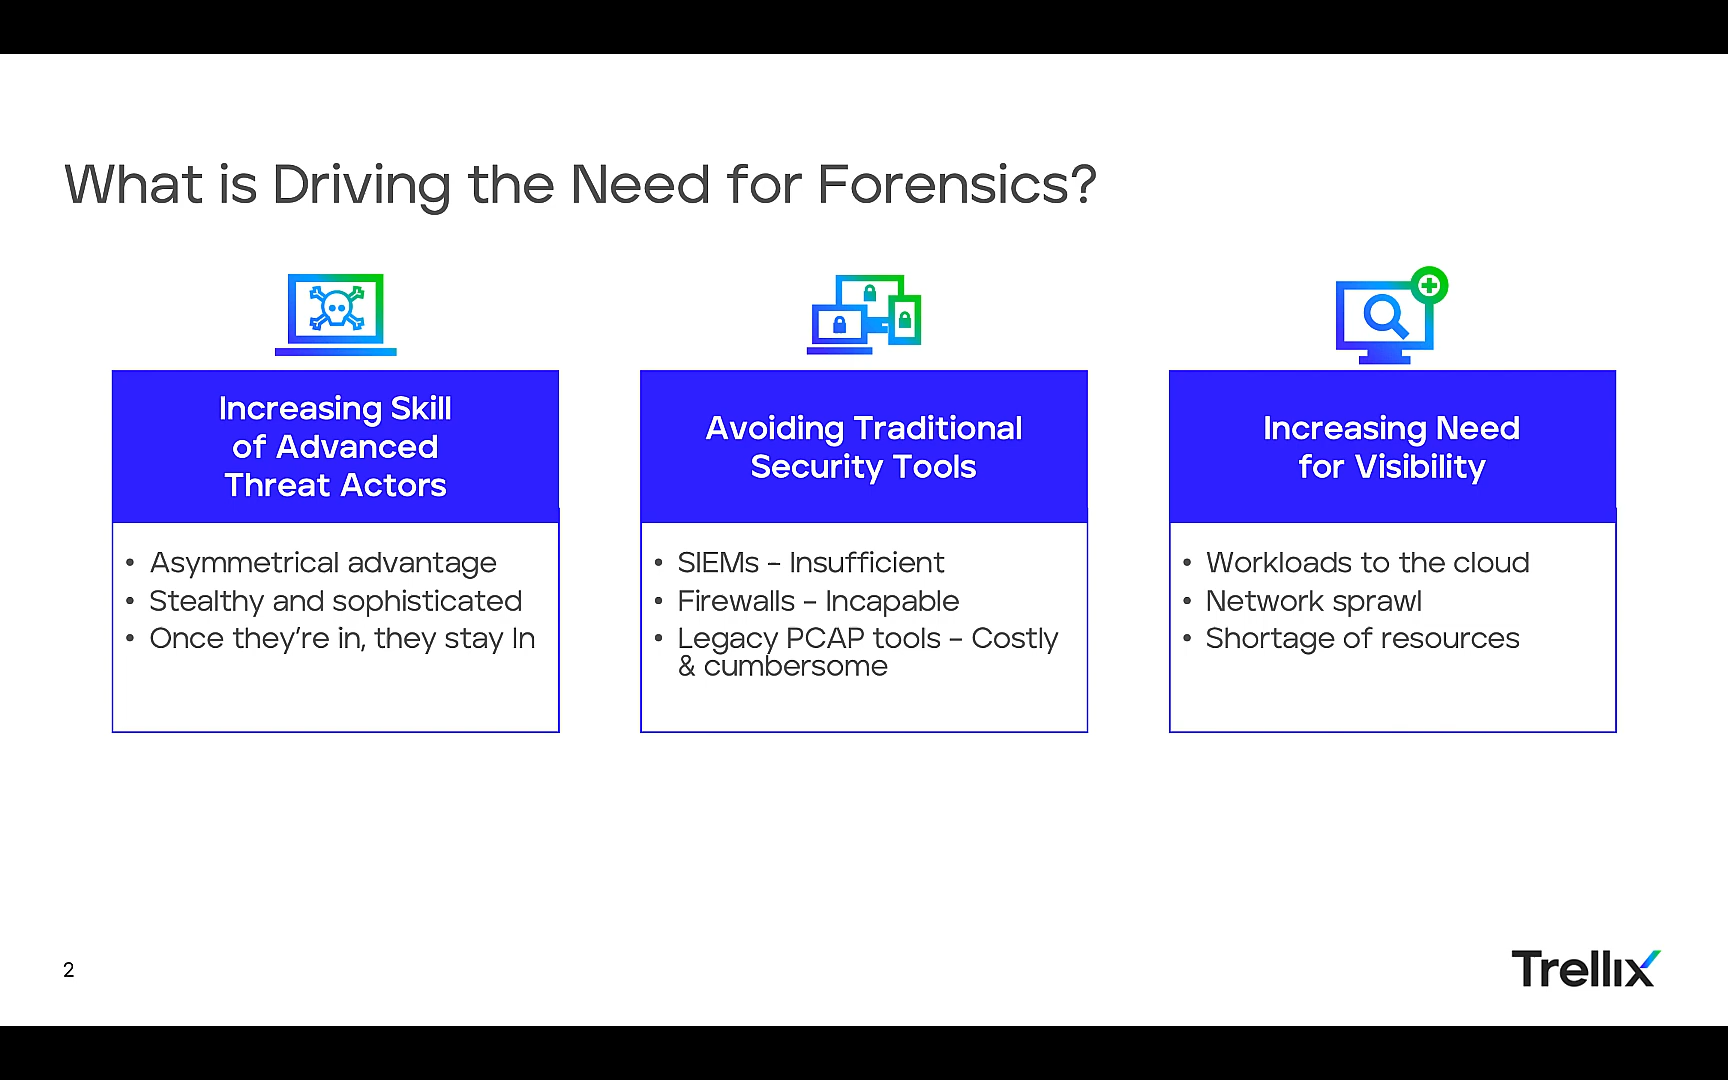 What is Driving the Need for Forensics?
Increasing Skill
of Advanced
Threat Actors
• Asymmetrical advantage
• Stealthy and sophisticated
• Once they're in, they stay In
Avoiding Traditional
Security Tools
• SIEMs – Insufficient
• Firewalls – Incapable
• Legacy PCAP tools – Costly
& cumbersome
Increasing Need
for Visibility
• Workloads to the cloud
• Network sprawl
• Shortage of resources
2
Trellix